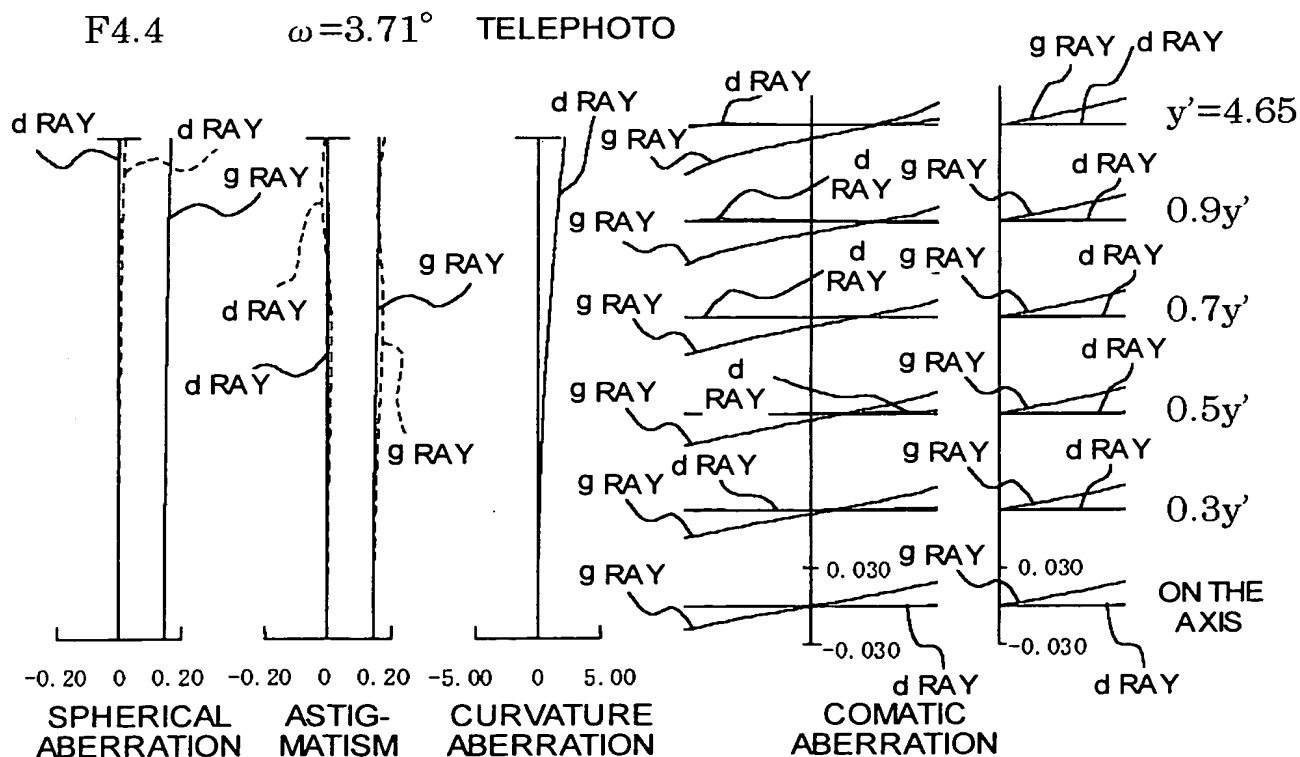 F4.4 ω=3.71° TELEPHOTO
d RAY
d RAY
g RAY
-0.20 0 0.20
SPHERICAL
ABERRATION
d RAY
g RAY
d RAY
g RAY
-0.20 0 0.20
ASTIG-
MATISM
d RAY
-5.00 0 5.00
CURVATURE
ABERRATION
d RAY
g RAY
g RAY
d RAY
y'=4.65
d
RAY
g RAY
g RAY
d RAY
0.9y'
d
RAY
g RAY
g RAY
d RAY
0.7y'
d
RAY
g RAY
g RAY
d RAY
0.5y'
d RAY
g RAY
g RAY
d RAY
0.3y'
g RAY
0.030
-0.030
d RAY
g RAY
0.030
-0.030
d RAY
ON THE
AXIS
COMATIC
ABERRATION